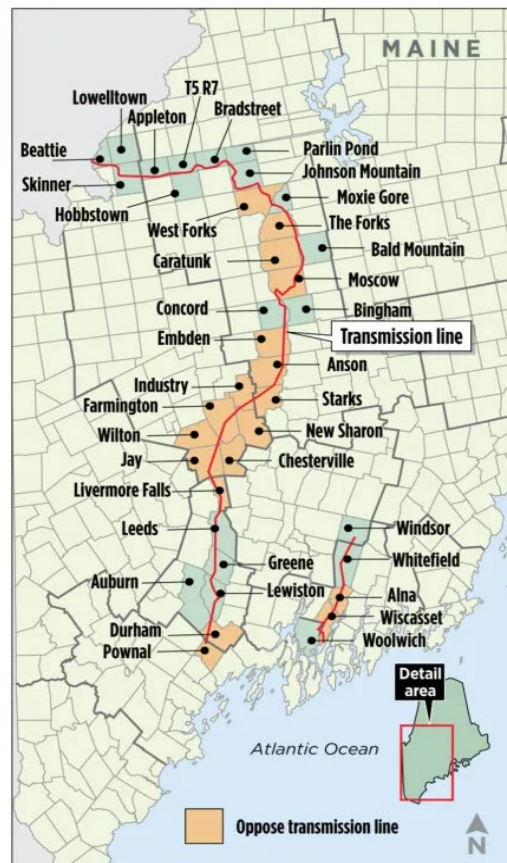 MAINE
T5 R7
Lowelltown
Bradstreet
Appleton
Beattie
Parlin Pond
Johnson Mountain
Skinner
Moxie Gore
Hobbstown
West Forks
The Forks
Bald Mountain
Caratunk
Moscow
Concord
Bingham
Embden
Transmission line
Anson
Industry
Starks
Farmington
Wilton
New Sharon
Jay
Chesterville
Livermore Falls
Leeds
Windsor
Whitefield
Greene
Auburn
Lewiston
Alna
Wiscasset
Durham
Woolwich
Pownal
Detail
area
Atlantic Ocean
Oppose transmission line
N